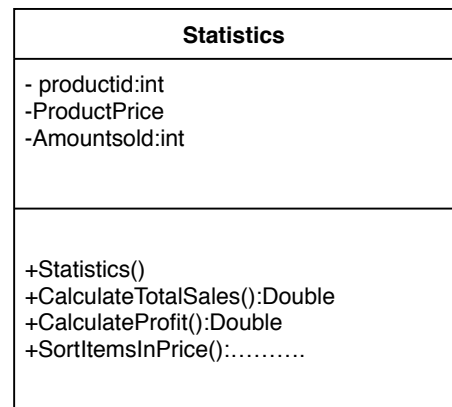 Statistics
- productid:int
-ProductPrice
-Amountsold:int
+Statistics()
+CalculateTotalSales():Double
+CalculateProfit():Double
+SortItemsInPrice():……….